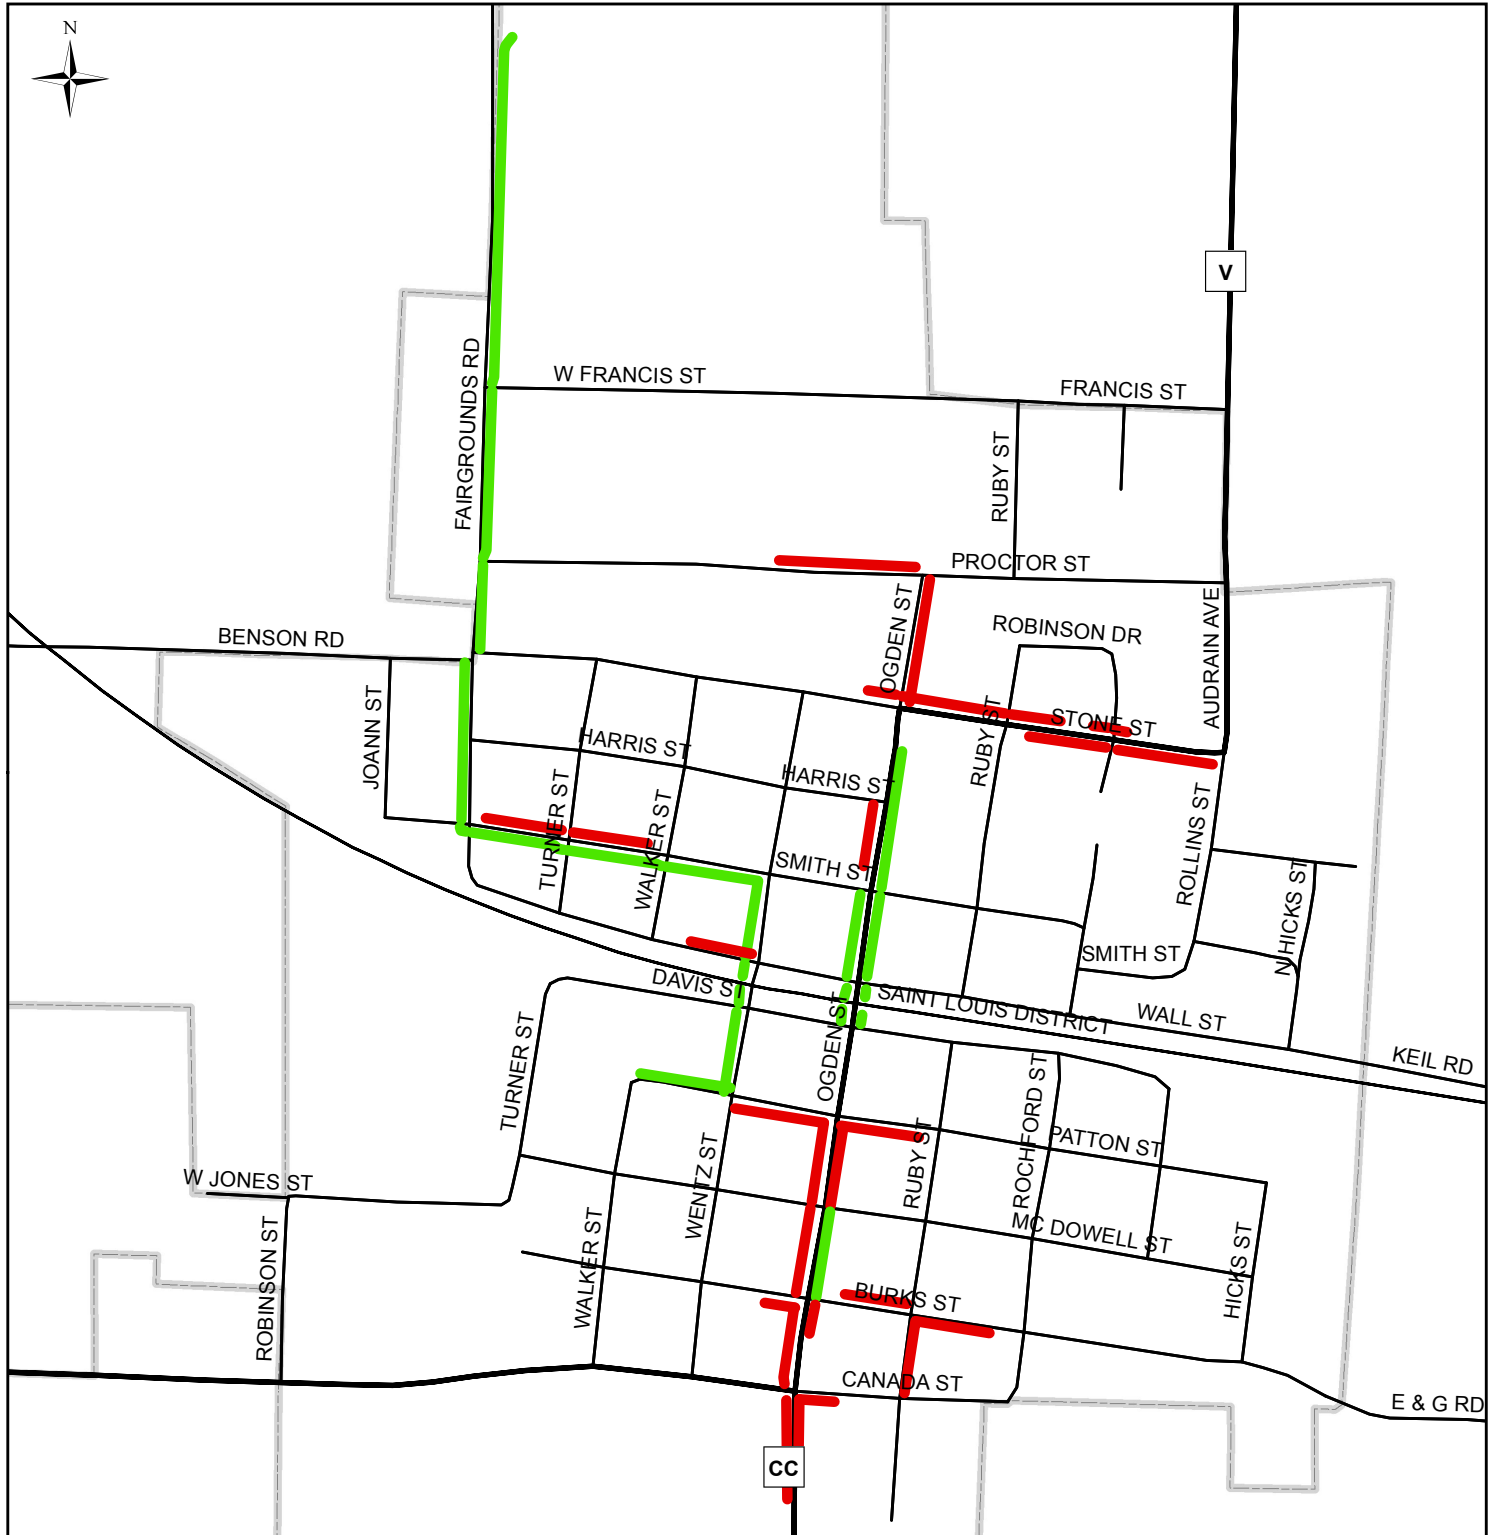 N
V
FAIRGROUNDS RD
W FRANCIS ST
FRANCIS ST
RUBY ST
PROCTOR ST
OGDEN ST
ROBINSON DR
AUDRAIN AVE
BENSON RD
JOANN ST
STONE ST
RUBY ST
HARRIS ST
HARRIS ST
TURNER ST
WALKER ST
ROLLINS ST
SMITH ST
N HICKS ST
SMITH ST
DAVIS ST
SAINT LOUIS DISTRICT
WALL ST
OGDEN ST
KEIL RD
TURNER ST
ROCHFORD ST
PATTON ST
RUBY ST
WENTZ ST
W JONES ST
MC DOWELL ST
WALKER ST
ROBINSON ST
HICKS ST
BURKS ST
CANADA ST
E & G RD
CC